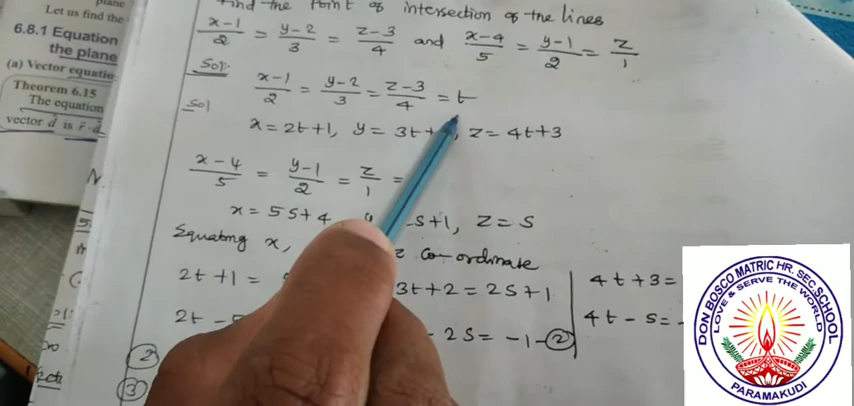 plane
Let us find the
6.8.1 Equation
the plane
(a) Vector equatio
Theorem 6.15
The equation
vector d⃗ is r⃗ · d⃗
Find the Point of intersection of the lines
x-1/2 = y-2/3 = z-3/4 and x-4/5 = y-1/2 = z/1
Sol:
Sol
x-1/2 = y-2/3 = z-3/4 = t
x = 2t+1, y = 3t+ , z = 4t+3
x-4/5 = y-1/2 = z/1 =
x = 5s+4 s+1, z = s
Equating x, z co-ordinate
2t+1 = 3t+2 = 2s+1 4t+3 =
2t - - 2s = -1 - ② 4t - s = -
②
③
DON BOSCO MATRIC HR. SEC. SCHOOL
LOVE & SERVE THE WORLD
PARAMAKUDI